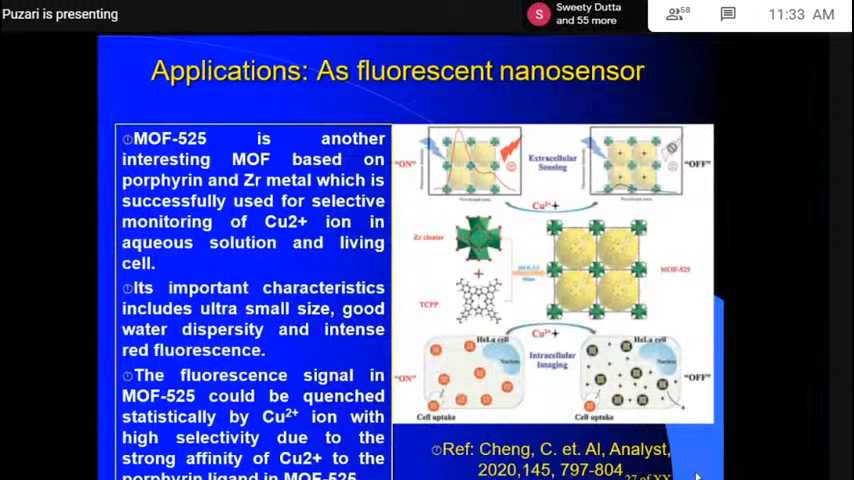 Puzari is presenting
S
Sweety Dutta
and 55 more
58
11:33 AM
Applications: As fluorescent nanosensor
MOF-525 is another
interesting MOF based on
porphyrin and Zr metal which is
successfully used for selective
monitoring of Cu2+ ion in
aqueous solution and living
cell.
Its important characteristics
includes ultra small size, good
water dispersity and intense
red fluorescence.
The fluorescence signal in
MOF-525 could be quenched
statistically by Cu²⁺ ion with
high selectivity due to the
strong affinity of Cu2+ to the
porphyrin ligand in MOF-525.
"ON"
Extracellular
Sensing
"OFF"
Cu²⁺
Zr cluster
+
TCPP
MOF-525
Cu²⁺
HeLa cell
Nucleus
HeLa cell
Nucleus
Intracellular
Imaging
"ON"
"OFF"
Cell uptake
Cell uptake
Ref: Cheng, C. et. Al, Analyst,
2020,145, 797-804
27 of XX